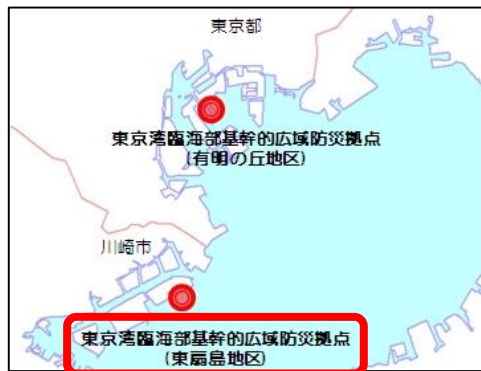 東京都
東京湾臨海部基幹的広域防災拠点
(有明の丘地区)
川崎市
東京湾臨海部基幹的広域防災拠点
(東扇島地区)